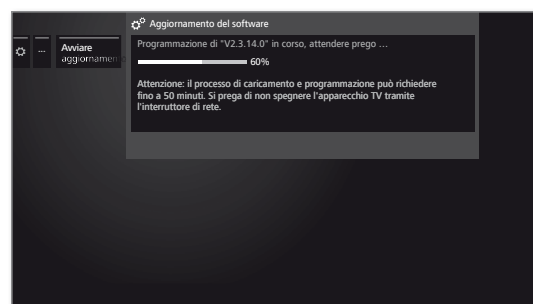 Aggiornamento del software
Programmazione di "V2.3.14.0" in corso, attendere prego ...
60%
Attenzione: il processo di caricamento e programmazione può richiedere
fino a 50 minuti. Si prega di non spegnere l'apparecchio TV tramite
l'interruttore di rete.
...
Avviare
aggiornamen